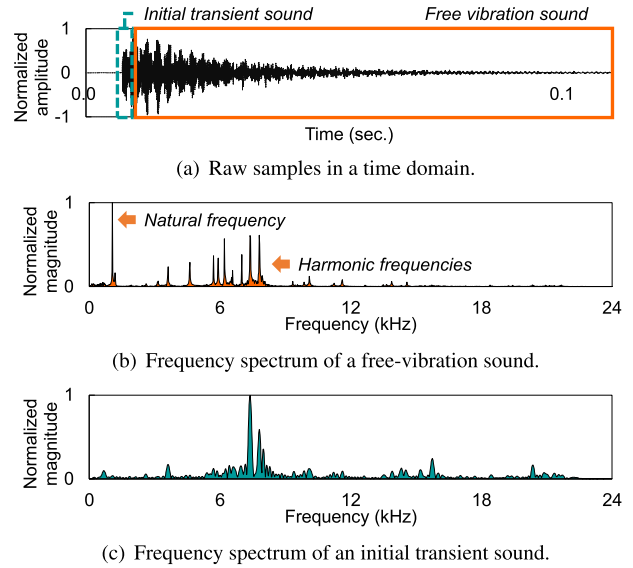 Initial transient sound Free vibration sound
Normalized
amplitude
1
0
-1
0.0 0.1
Time (sec.)
(a) Raw samples in a time domain.
Normalized
magnitude
1
0
Natural frequency
Harmonic frequencies
0 6 12 18 24
Frequency (kHz)
(b) Frequency spectrum of a free-vibration sound.
Normalized
magnitude
1
0
0 6 12 18 24
Frequency (kHz)
(c) Frequency spectrum of an initial transient sound.